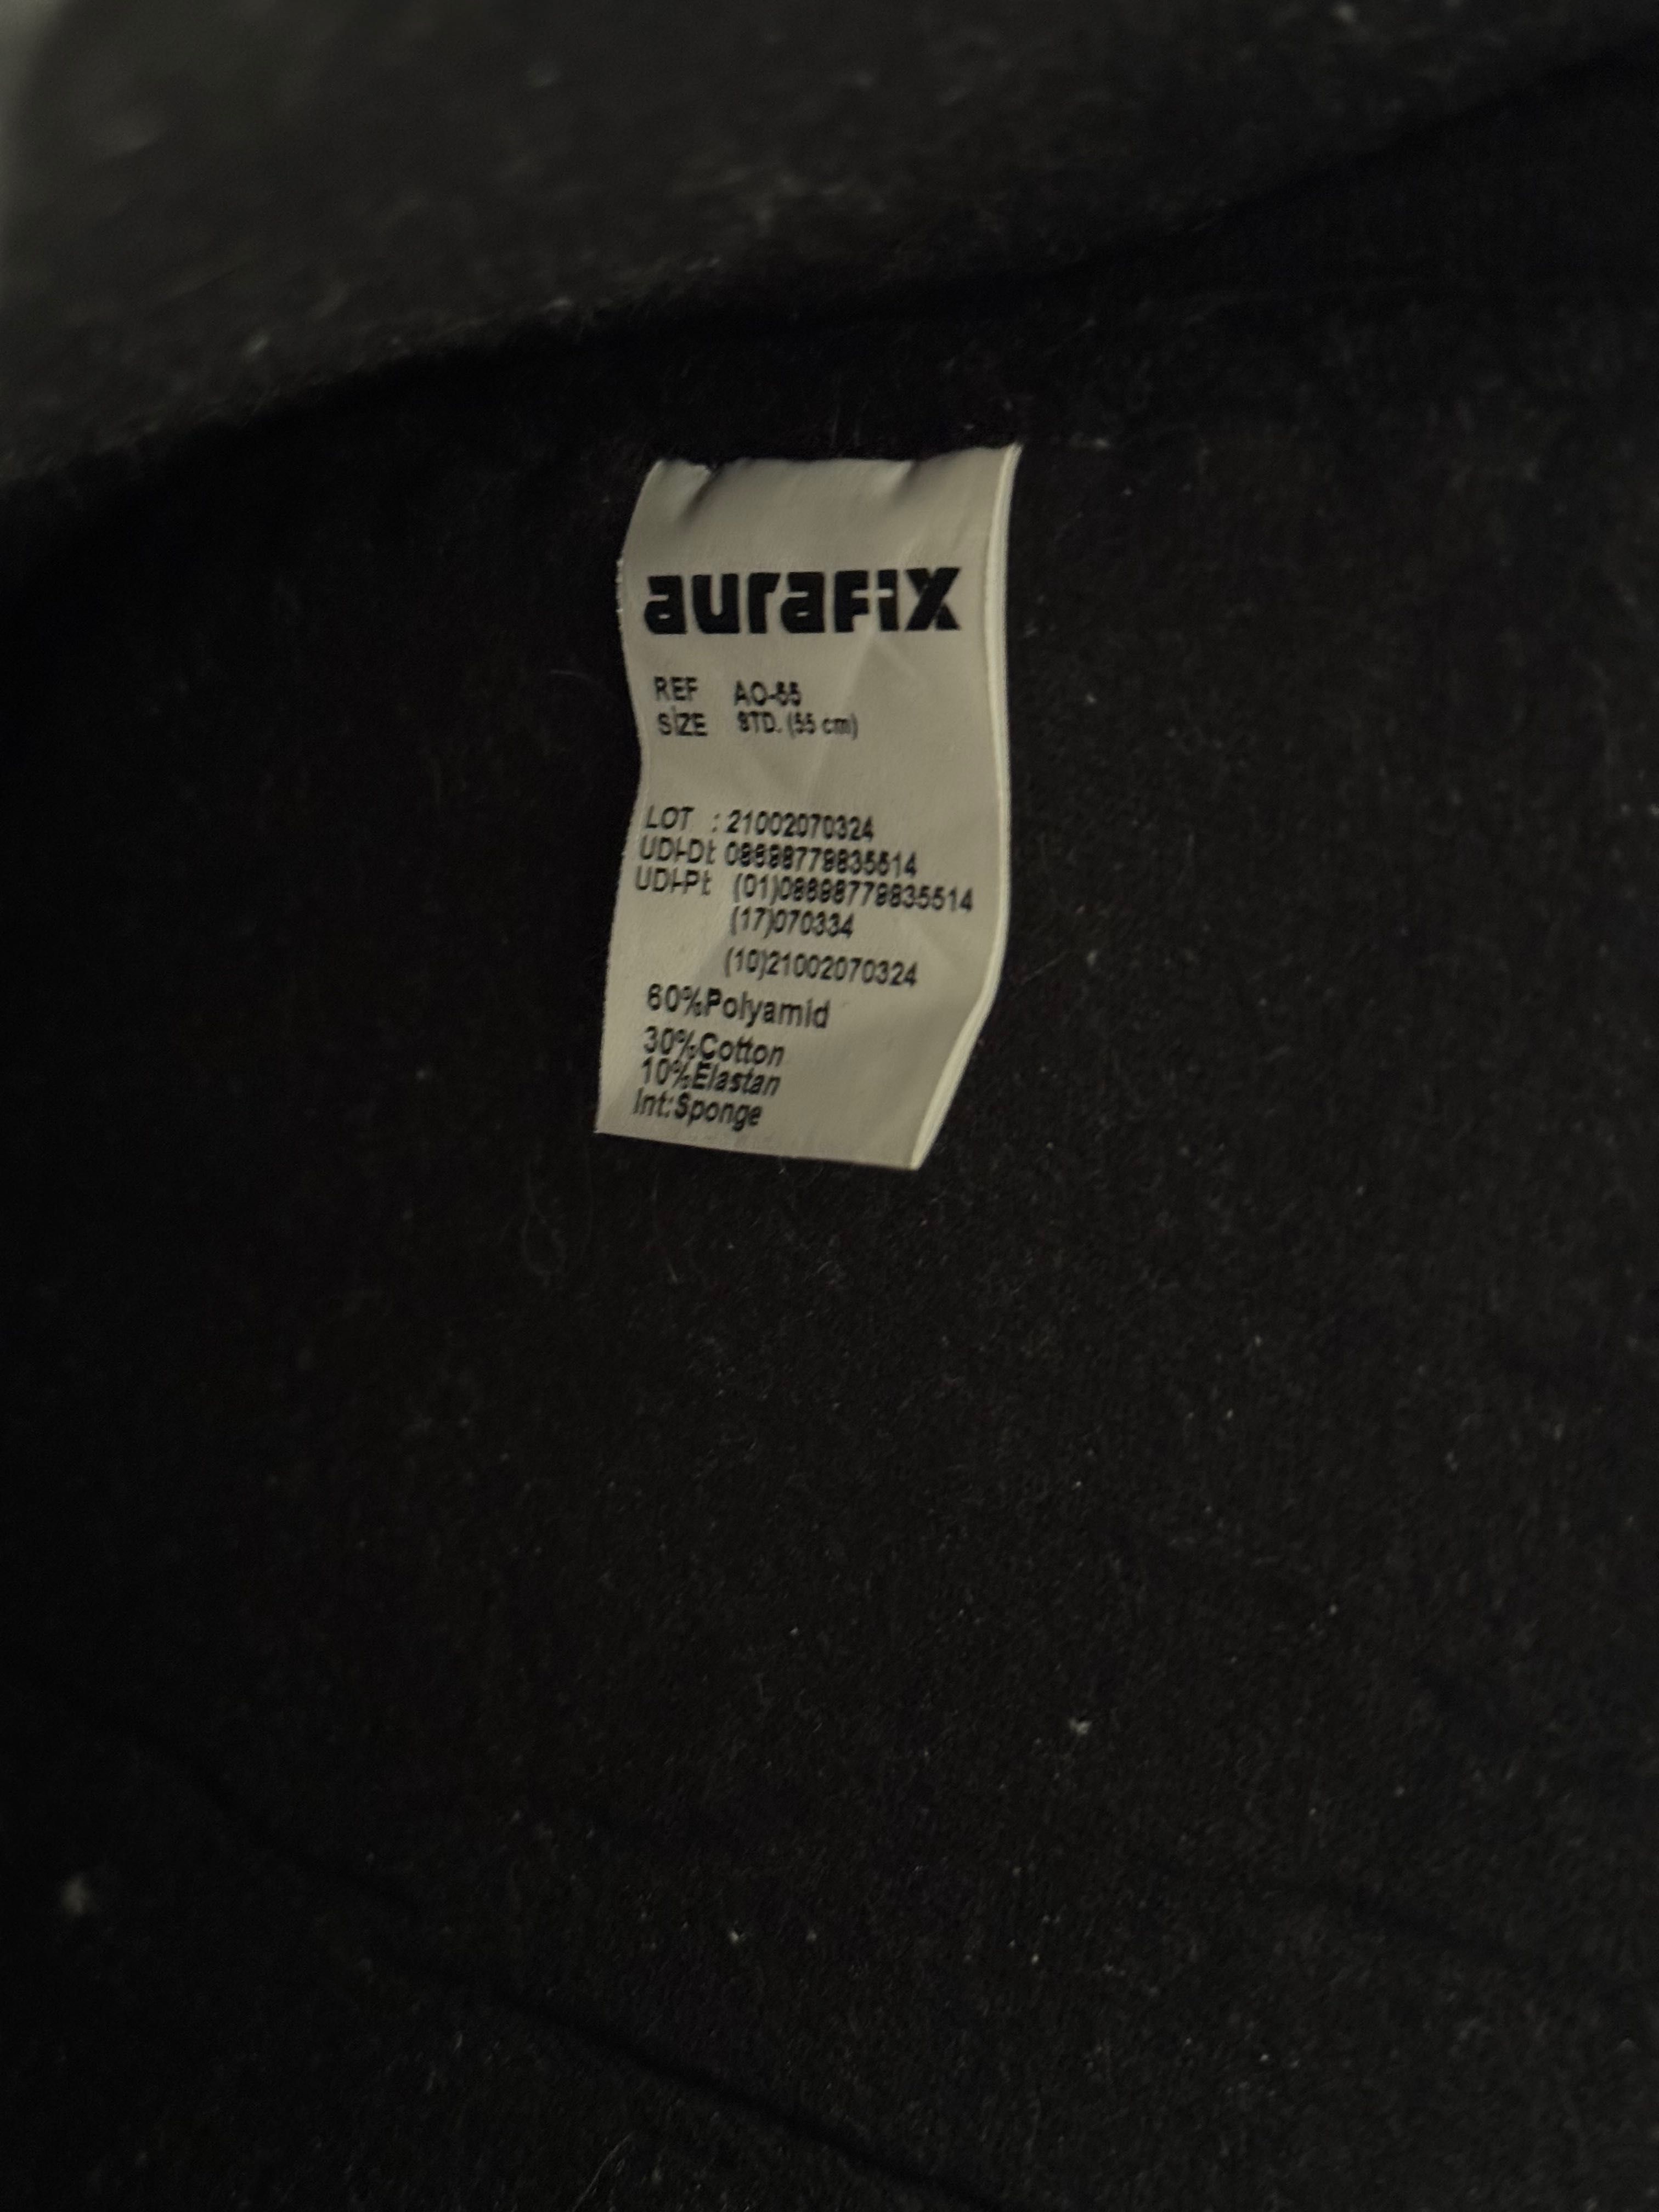 aurafix
REF AO-55
SIZE STD. (55 cm)
LOT : 21002070324
UDI-DI: 08698779835514
UDI-PI: (01)08698779835514
(17)070334
(10)21002070324
60%Polyamid
30%Cotton
10%Elastan
Int:Sponge